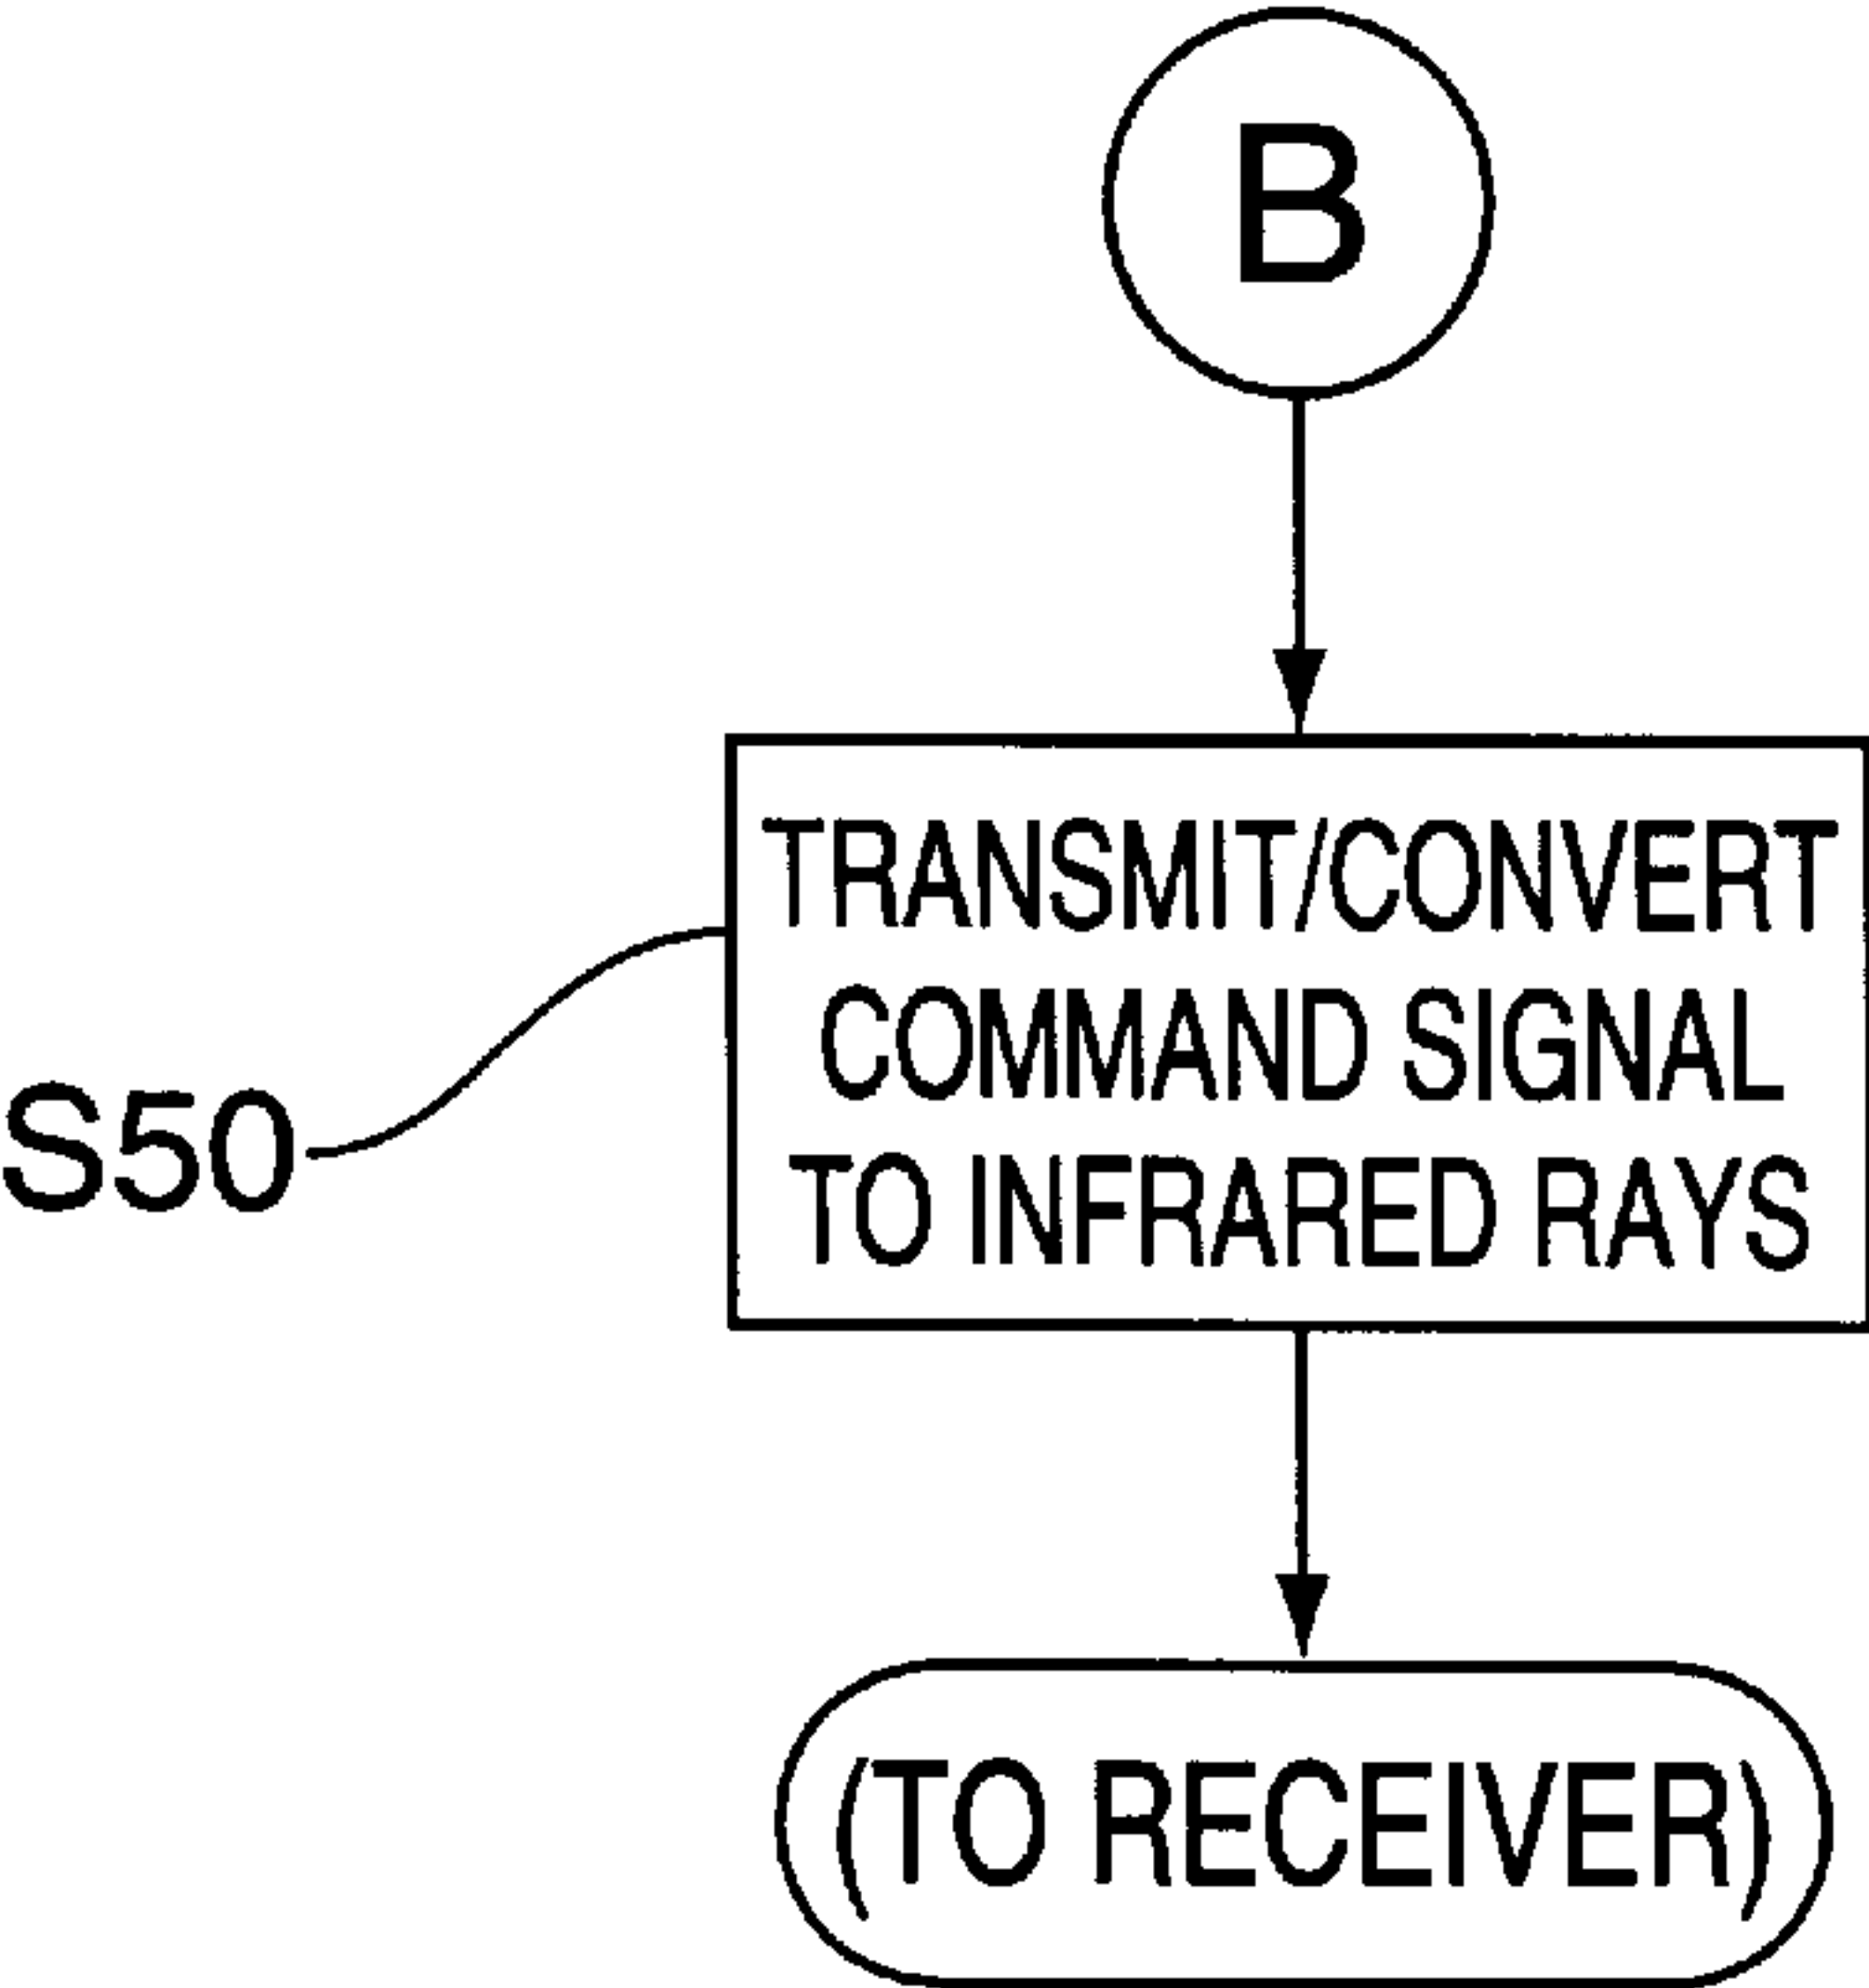 B
TRANSMIT/CONVERT
COMMAND SIGNAL
TO INFRARED RAYS
S50
(TO RECEIVER)